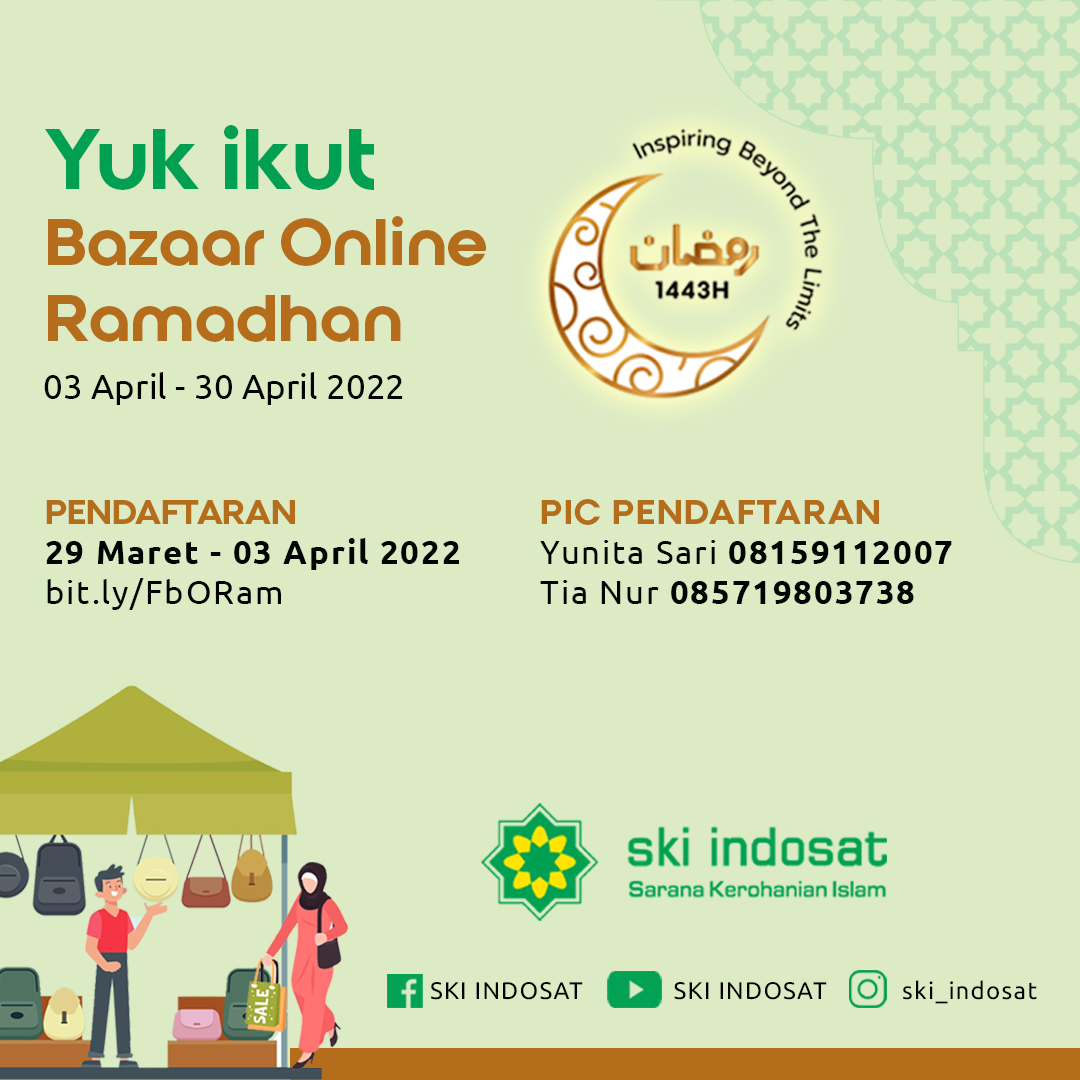 Yuk ikut
Bazaar Online
Ramadhan
03 April - 30 April 2022
Inspiring Beyond The Limits
رمضان
1443H
PENDAFTARAN
29 Maret - 03 April 2022
bit.ly/FbORam
PIC PENDAFTARAN
Yunita Sari 08159112007
Tia Nur 085719803738
SALE
ski indosat
Sarana Kerohanian Islam
SKI INDOSAT
SKI INDOSAT
ski_indosat